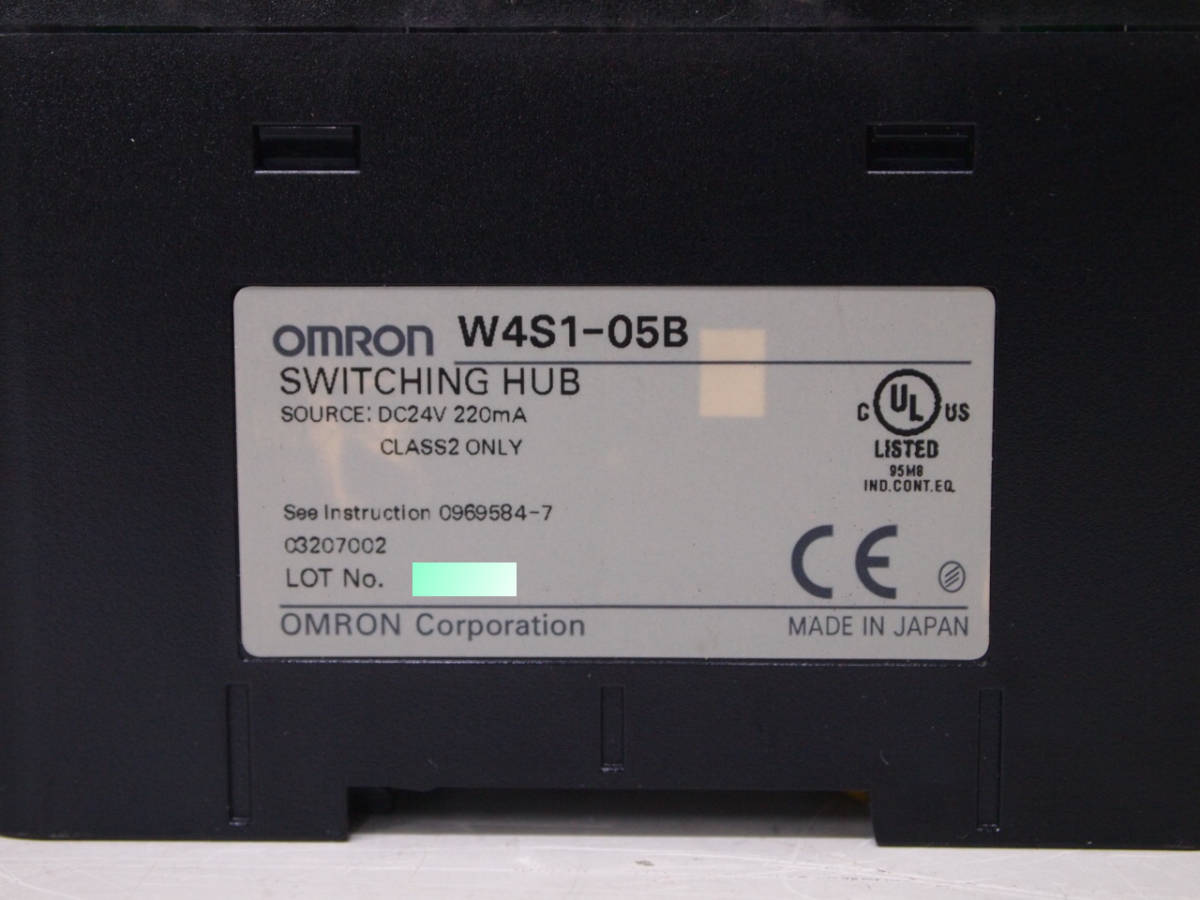 OMRON W4S1-05B
SWITCHING HUB
SOURCE: DC24V 220mA
CLASS2 ONLY
C UL US
LISTED
95M8
IND.CONT.EQ.
See Instruction 0969584-7
03207002
LOT No.
CE
OMRON Corporation
MADE IN JAPAN